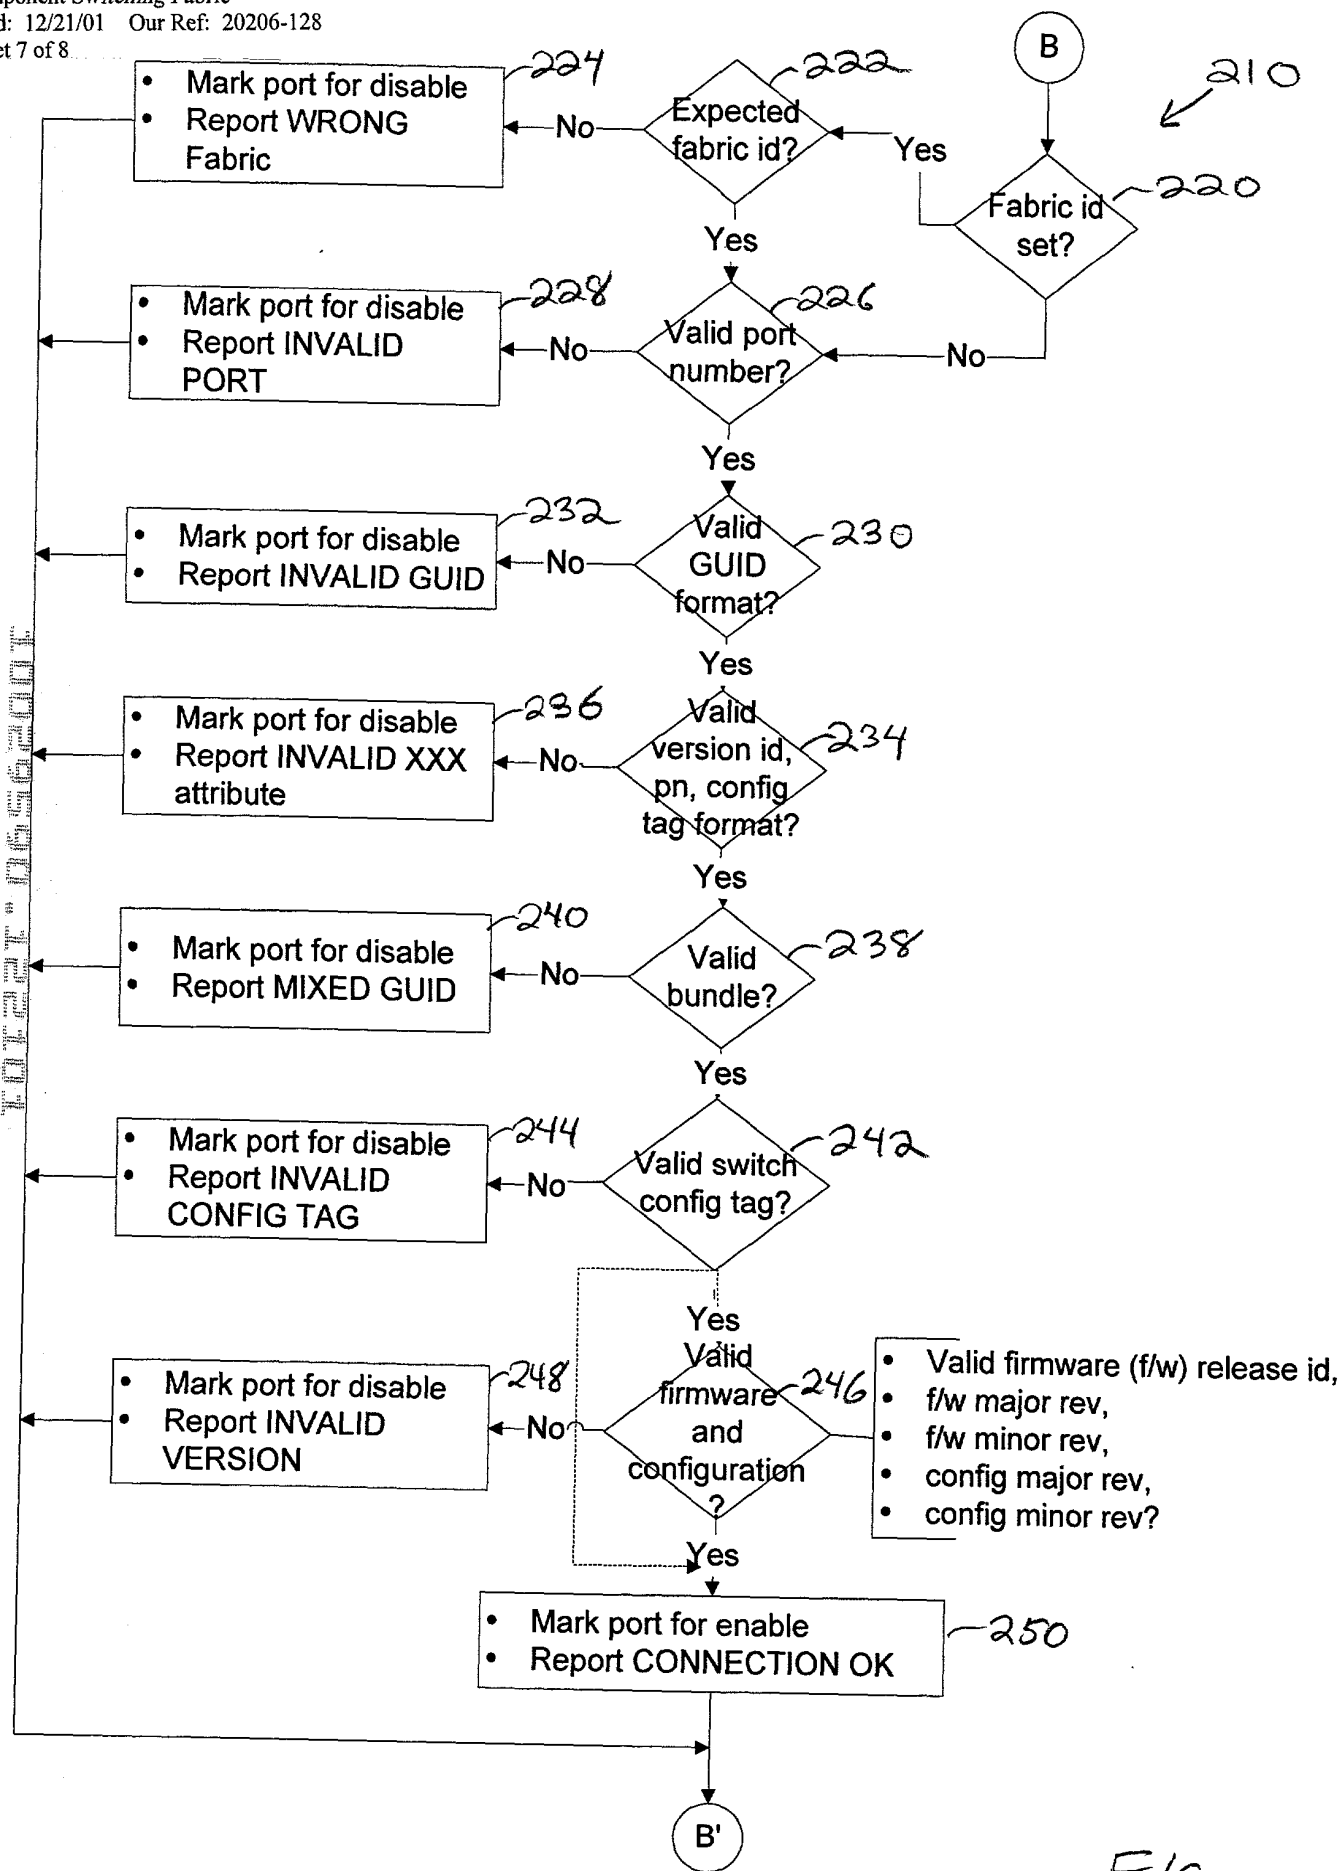 Switching Fabric
d: 12/21/01 Our Ref: 20206-128
et 7 of 8
B
210
• Mark port for disable
• Report WRONG
Fabric
224
No
Expected
fabric id?
222
Yes
Fabric id
set?
220
Yes
• Mark port for disable
• Report INVALID
PORT
228
No
Valid port
number?
226
No
Yes
• Mark port for disable
• Report INVALID GUID
232
No
Valid
GUID
format?
230
Yes
• Mark port for disable
• Report INVALID XXX
attribute
236
No
Valid
version id,
pn, config
tag format?
234
Yes
• Mark port for disable
• Report MIXED GUID
240
No
Valid
bundle?
238
Yes
• Mark port for disable
• Report INVALID
CONFIG TAG
244
No
Valid switch
config tag?
242
Yes
• Mark port for disable
• Report INVALID
VERSION
248
No
Valid
firmware
and
configuration
?
246
• Valid firmware (f/w) release id,
• f/w major rev,
• f/w minor rev,
• config major rev,
• config minor rev?
Yes
• Mark port for enable
• Report CONNECTION OK
250
B'